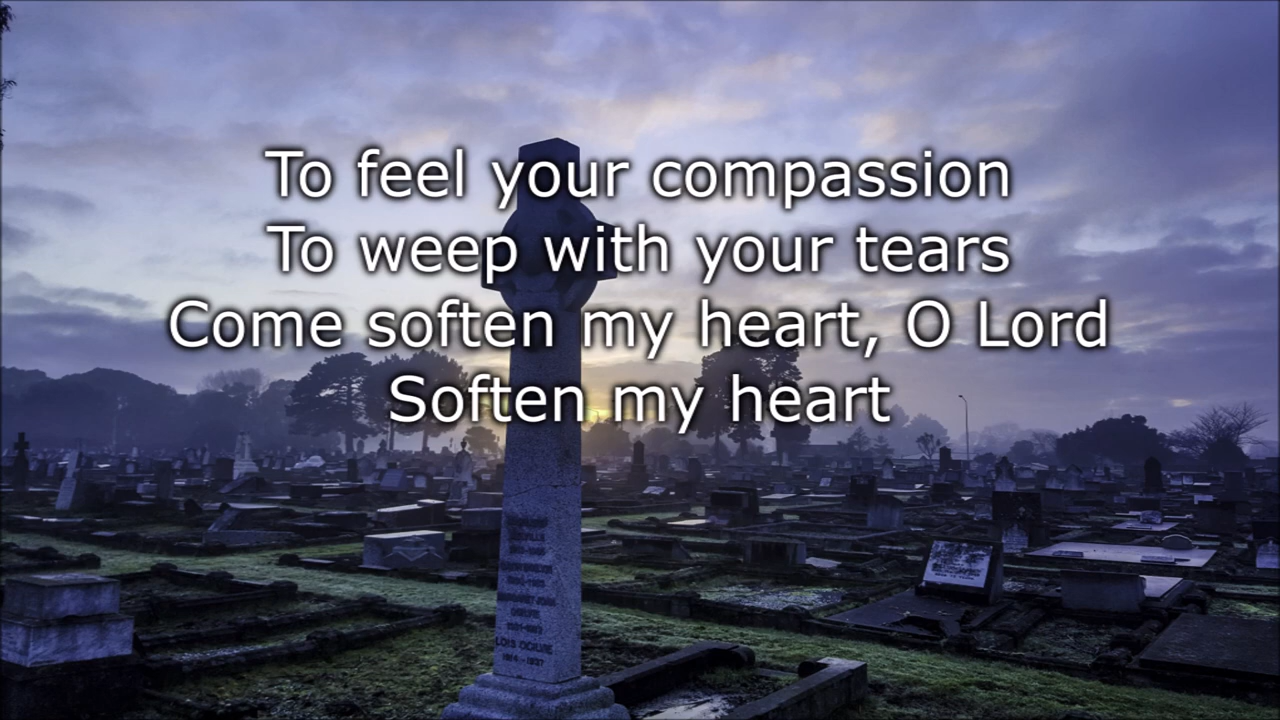 To feel your compassion
To weep with your tears
Come soften my heart, O Lord
Soften my heart